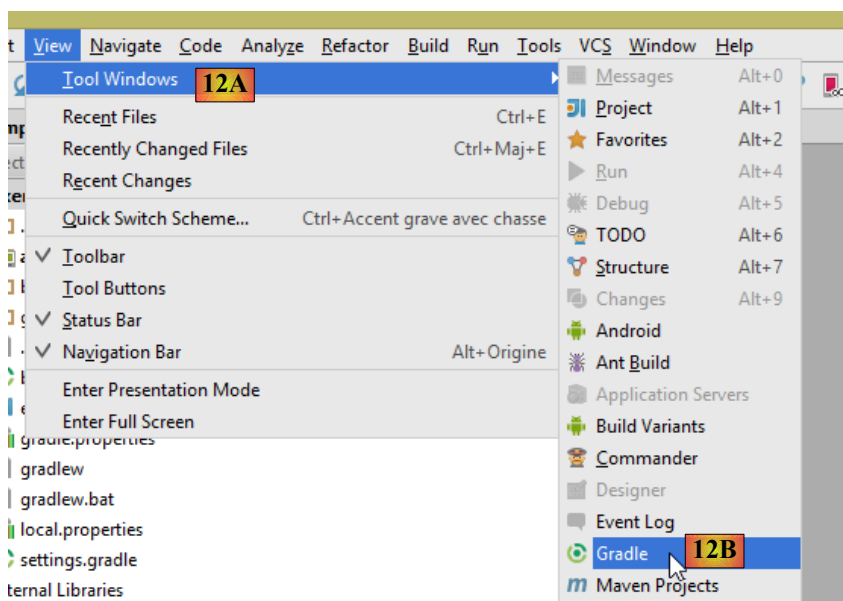 t View Navigate Code Analyze Refactor Build Run Tools VCS Window Help
Tool Windows 12A
Recent Files Ctrl+E
Recently Changed Files Ctrl+Maj+E
Recent Changes
Quick Switch Scheme... Ctrl+Accent grave avec chasse
Toolbar
Tool Buttons
Status Bar
Navigation Bar Alt+Origine
Enter Presentation Mode
Enter Full Screen
Messages Alt+0
Project Alt+1
Favorites Alt+2
Run Alt+4
Debug Alt+5
TODO Alt+6
Structure Alt+7
Changes Alt+9
Android
Ant Build
Application Servers
Build Variants
Commander
Designer
Event Log
Gradle 12B
Maven Projects
gradle.properties
gradlew
gradlew.bat
local.properties
settings.gradle
ternal Libraries